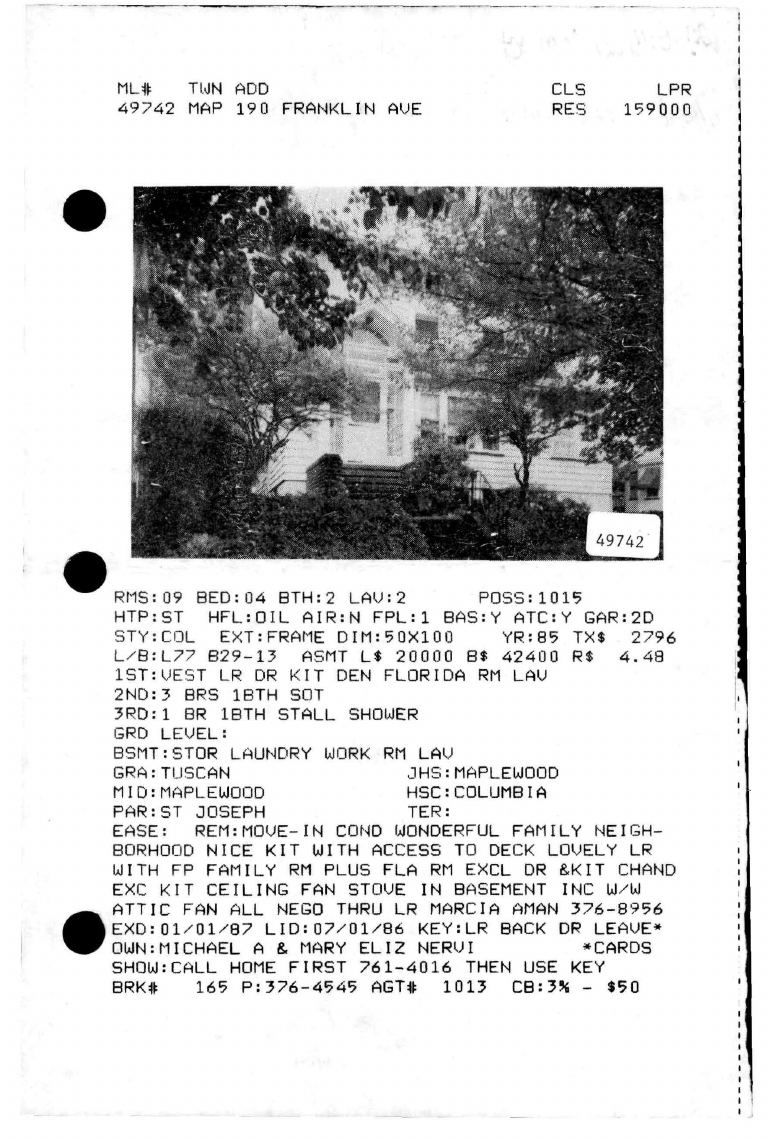 ML# TWN ADD CLS LPR
49742 MAP 190 FRANKLIN AVE RES 159000
49742
RMS:09 BED:04 BTH:2 LAV:2 POSS:1015
HTP:ST HFL:OIL AIR:N FPL:1 BAS:Y ATC:Y GAR:2D
STY:COL EXT:FRAME DIM:50X100 YR:85 TX$ 2796
L/B:L77 B29-13 ASMT L$ 20000 B$ 42400 R$ 4.48
1ST:VEST LR DR KIT DEN FLORIDA RM LAV
2ND:3 BRS 1BTH SOT
3RD:1 BR 1BTH STALL SHOWER
GRD LEVEL:
BSMT:STOR LAUNDRY WORK RM LAV
GRA:TUSCAN JHS:MAPLEWOOD
MID:MAPLEWOOD HSC:COLUMBIA
PAR:ST JOSEPH TER:
EASE: REM:MOVE-IN COND WONDERFUL FAMILY NEIGH-
BORHOOD NICE KIT WITH ACCESS TO DECK LOVELY LR
WITH FP FAMILY RM PLUS FLA RM EXCL DR &KIT CHAND
EXC KIT CEILING FAN STOVE IN BASEMENT INC W/W
ATTIC FAN ALL NEGO THRU LR MARCIA AMAN 376-8956
EXD:01/01/87 LID:07/01/86 KEY:LR BACK DR LEAVE*
OWN:MICHAEL A & MARY ELIZ NERVI *CARDS
SHOW:CALL HOME FIRST 761-4016 THEN USE KEY
BRK# 165 P:376-4545 AGT# 1013 CB:3% - $50